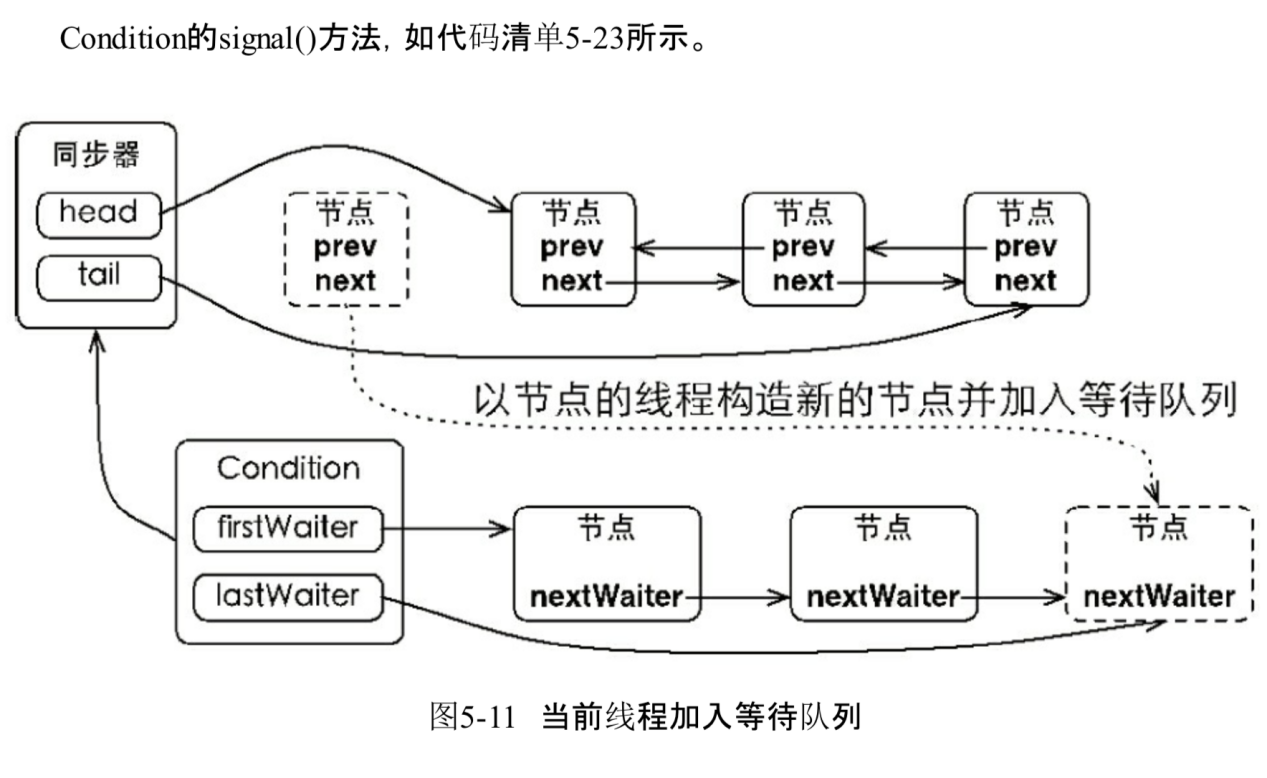 Condition的signal()方法，如代码清单5-23所示。
同步器
head
tail
节点
prev
next
节点
prev
next
节点
prev
next
节点
prev
next
以节点的线程构造新的节点并加入等待队列
Condition
firstWaiter
lastWaiter
节点
nextWaiter
节点
nextWaiter
节点
nextWaiter
图5-11 当前线程加入等待队列